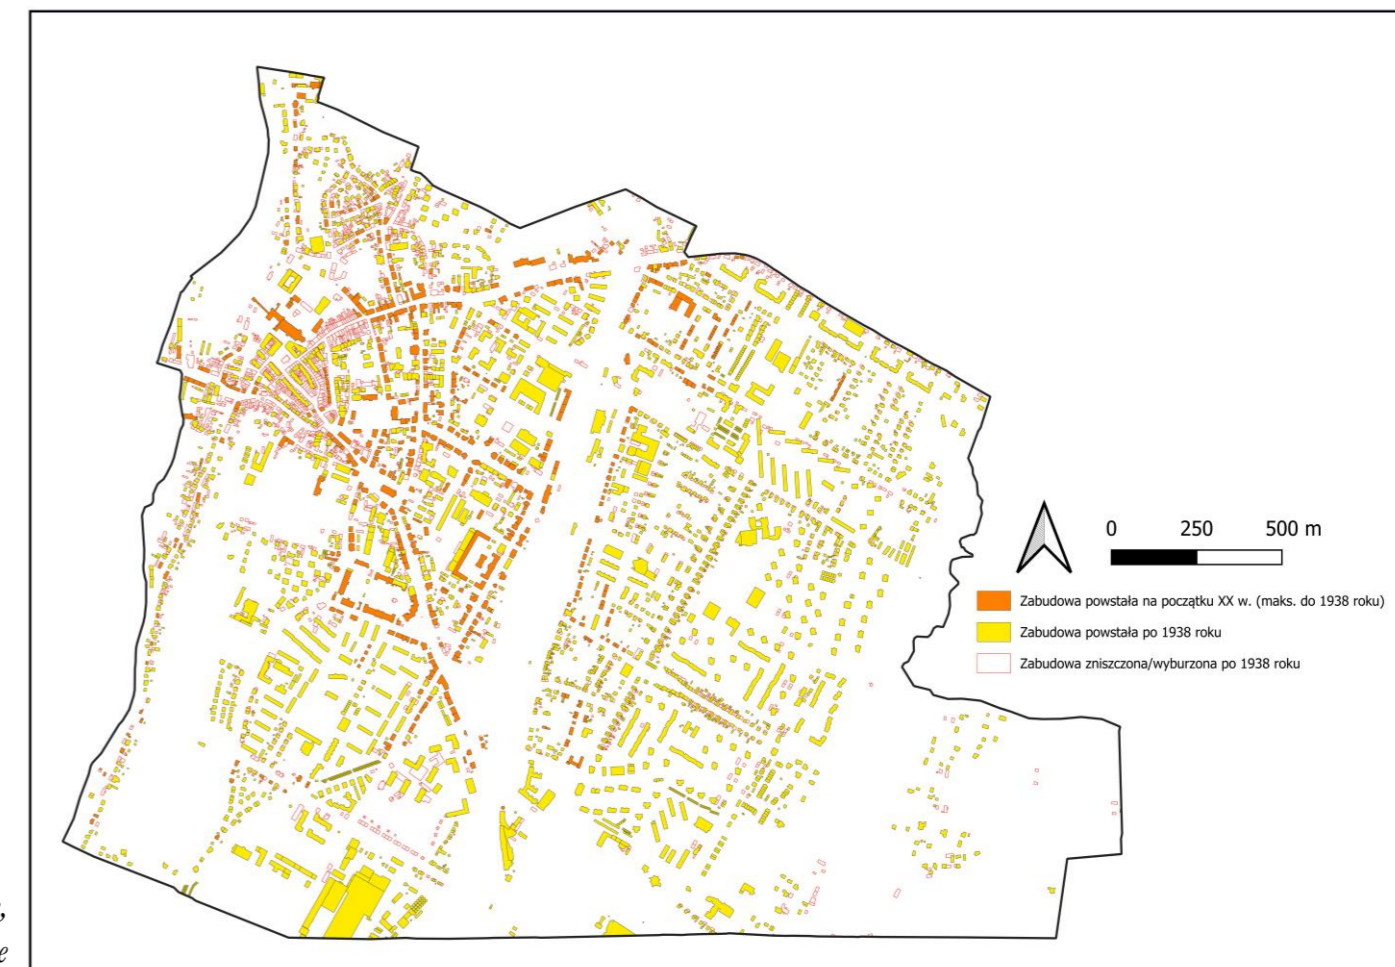 0 250 500 m
Zabudowa powstała na początku XX w. (maks. do 1938 roku)
Zabudowa powstała po 1938 roku
Zabudowa zniszczona/wyburzona po 1938 roku